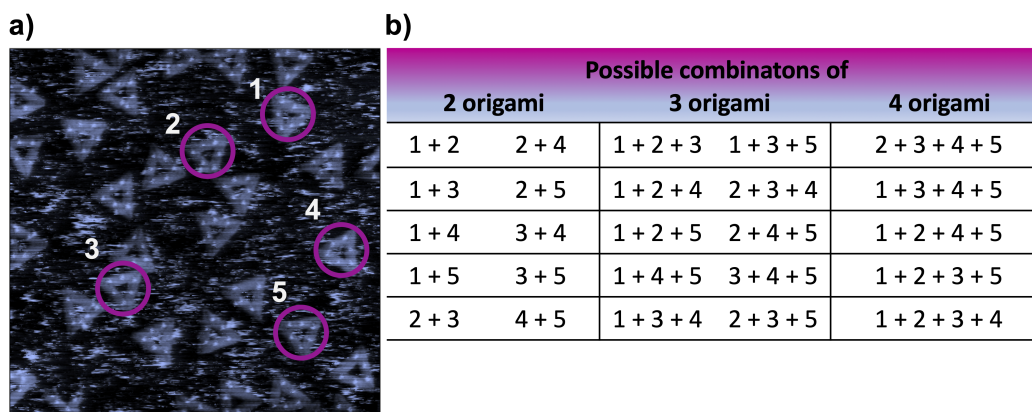 a)
1
2
4
3
5
b)
Possible combinatons of
2 origami 3 origami 4 origami
1 + 2 2 + 4 1 + 2 + 3 1 + 3 + 5 2 + 3 + 4 + 5
1 + 3 2 + 5 1 + 2 + 4 2 + 3 + 4 1 + 3 + 4 + 5
1 + 4 3 + 4 1 + 2 + 5 2 + 4 + 5 1 + 2 + 4 + 5
1 + 5 3 + 5 1 + 4 + 5 3 + 4 + 5 1 + 2 + 3 + 5
2 + 3 4 + 5 1 + 3 + 4 2 + 3 + 5 1 + 2 + 3 + 4